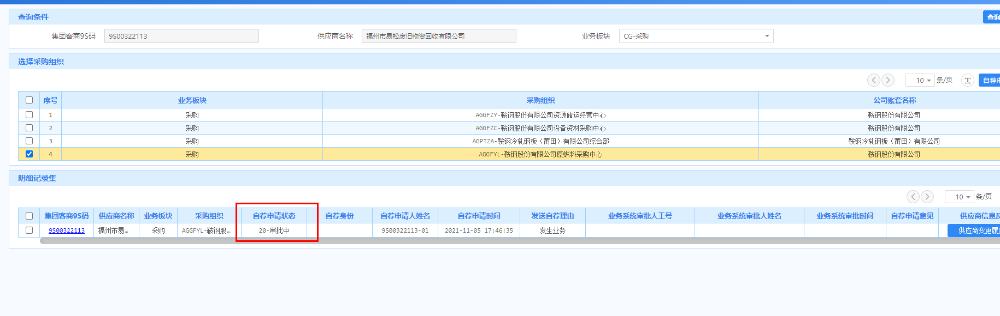 查询条件
查询
集团客商9S码 9S00322113 供应商名称 福州市易松废旧物资回收有限公司 业务板块 CG-采购
选择采购组织
10 条/页 T 自荐申
序号 业务板块 采购组织 公司账套名称
1 采购 AGGFZY-鞍钢股份有限公司资源储运经营中心 鞍钢股份有限公司
2 采购 AGGFZC-鞍钢股份有限公司设备资材采购中心 鞍钢股份有限公司
3 采购 AGPTZA-鞍钢冷轧钢板（莆田）有限公司综合部 鞍钢冷轧钢板（莆田）有限公司
4 采购 AGGFYL-鞍钢股份有限公司原燃料采购中心 鞍钢股份有限公司
明细记录集
10 条/页
集团客商9S码 供应商名称 业务板块 采购组织 自荐申请状态 自荐身份 自荐申请人姓名 自荐申请时间 发送自荐理由 业务系统审批人工号 业务系统审批人姓名 业务系统审批时间 自荐申请意见 供应商信息反
9S00322113 福州市易… 采购 AGGFYL-鞍钢股… 20-审批中 9S00322113-01 2021-11-05 17:46:35 发生业务 供应商变更履